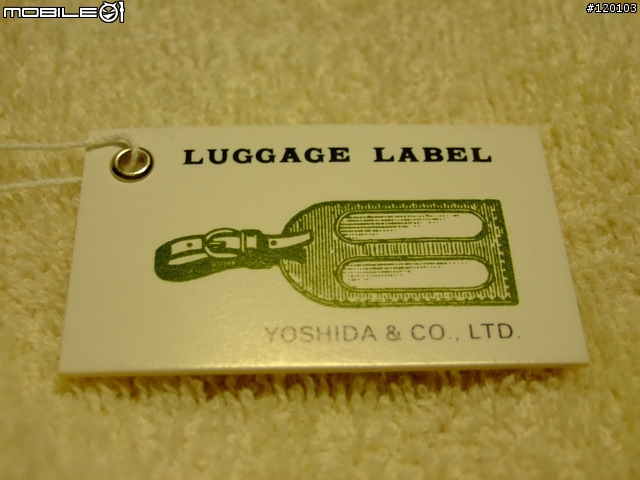 MOBILE01
#120103
LUGGAGE LABEL
YOSHIDA & CO., LTD.